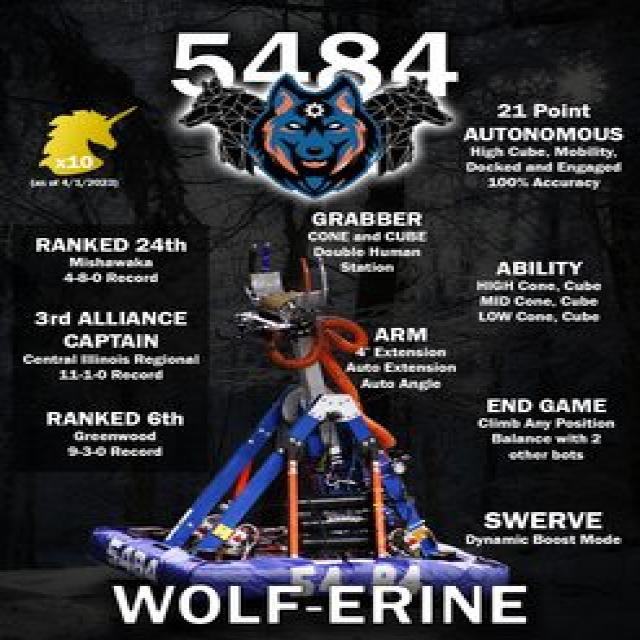 5484
x10
(as of 4/1/2023)
21 Point
AUTONOMOUS
High Cube, Mobility,
Docked and Engaged
100% Accuracy
GRABBER
CONE and CUBE
Double Human
Station
RANKED 24th
Mishawaka
4-8-0 Record
ABILITY
HIGH Cone, Cube
MID Cone, Cube
LOW Cone, Cube
3rd ALLIANCE
CAPTAIN
Central Illinois Regional
11-1-0 Record
ARM
4' Extension
Auto Extension
Auto Angle
RANKED 6th
Greenwood
9-3-0 Record
END GAME
Climb Any Position
Balance with 2
other bots
SWERVE
Dynamic Boost Mode
5484
54 84
WOLF-ERINE